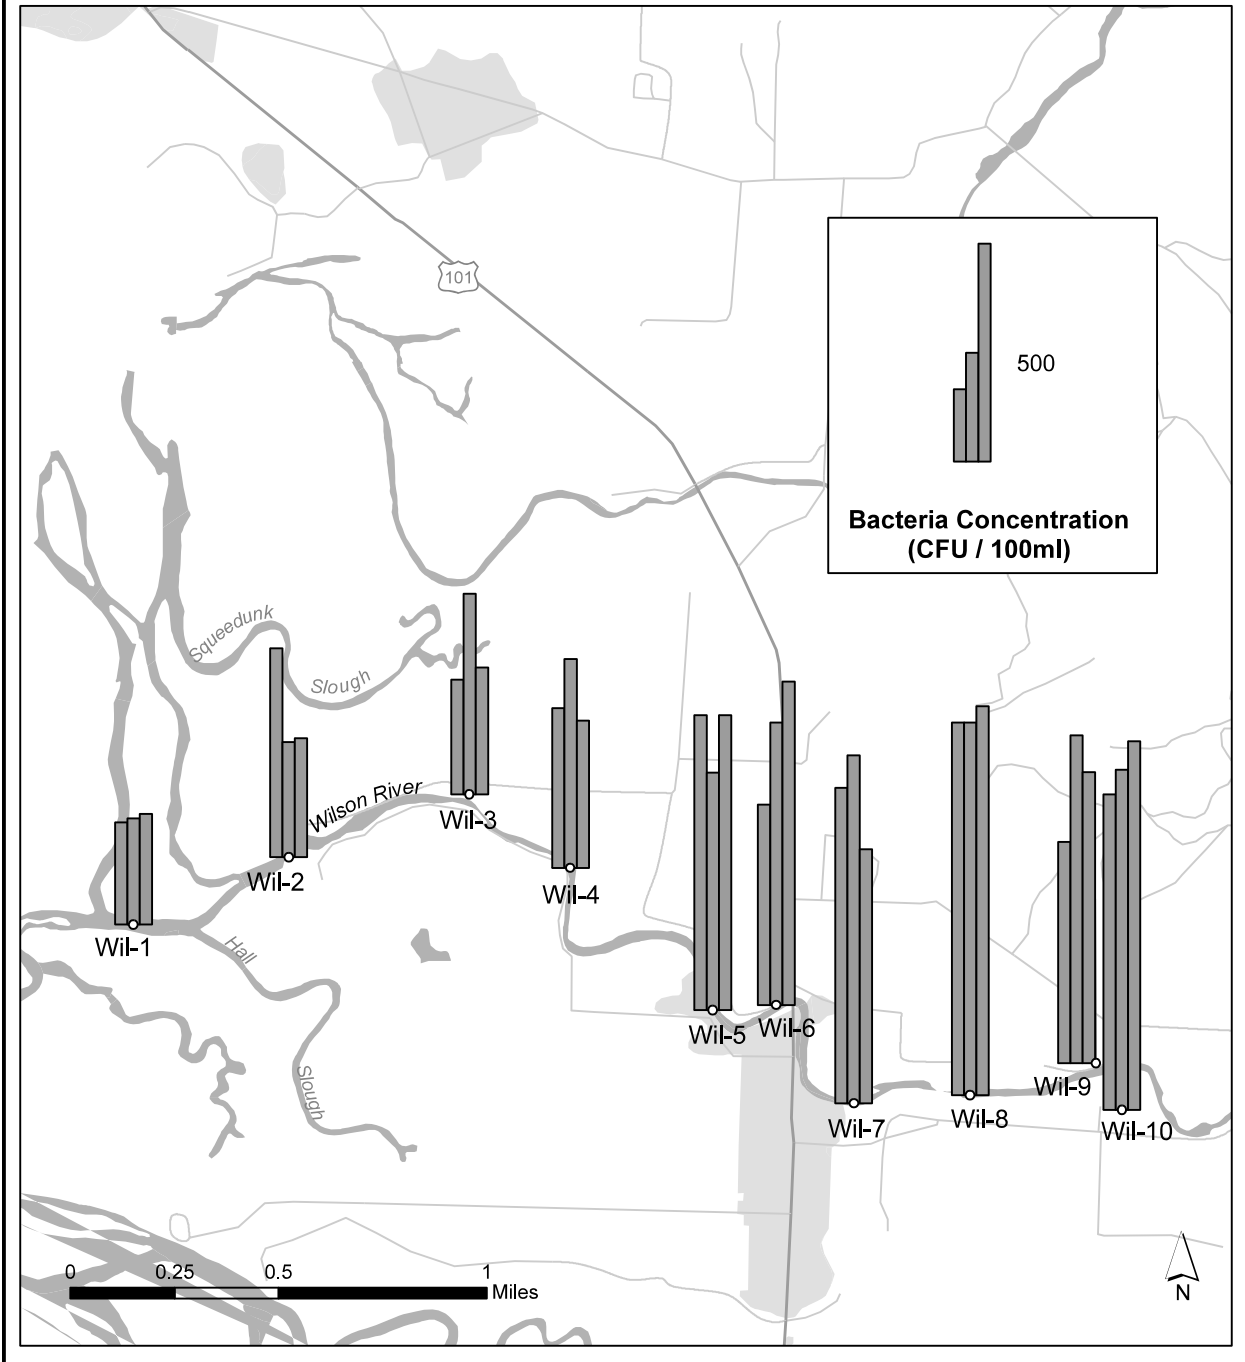 101
500
Bacteria Concentration
(CFU / 100ml)
Squeedunk
Slough
Wilson River
Wil-3
Wil-2
Wil-4
Wil-1
Hall
Slough
Wil-5
Wil-6
Wil-9
Wil-7
Wil-8
Wil-10
0 0.25 0.5 1
Miles
N